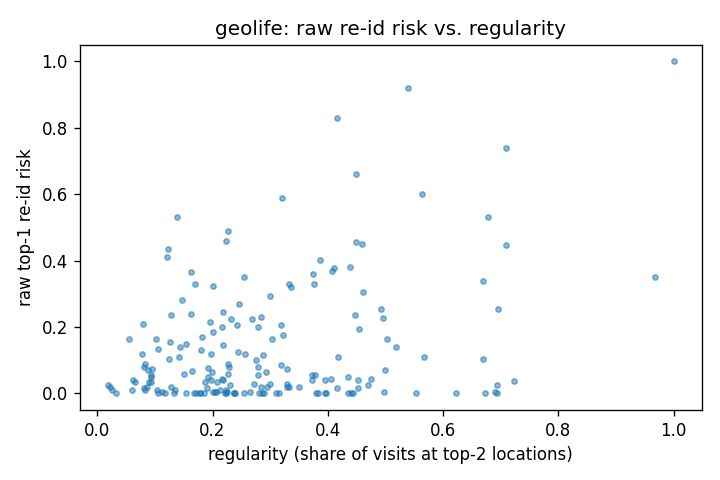 geolife: raw re-id risk vs. regularity
raw top-1 re-id risk
1.0
0.8
0.6
0.4
0.2
0.0
0.0 0.2 0.4 0.6 0.8 1.0
regularity (share of visits at top-2 locations)